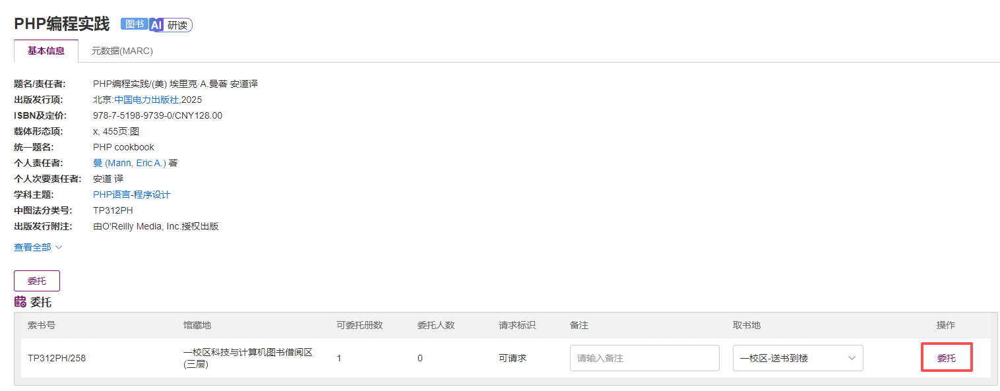 PHP编程实践 图书 AI 研读
基本信息 元数据(MARC)
题名/责任者: PHP编程实践/(美) 埃里克·A.曼著 安道译
出版发行项: 北京:中国电力出版社,2025
ISBN及定价: 978-7-5198-9739-0/CNY128.00
载体形态项: x, 455页:图
统一题名: PHP cookbook
个人责任者: 曼 (Mann, Eric A.) 著
个人次要责任者: 安道 译
学科主题: PHP语言-程序设计
中图法分类号: TP312PH
出版发行附注: 由O'Reilly Media, Inc.授权出版
查看全部
委托
委托
索书号 馆藏地 可委托册数 委托人数 请求标识 备注 取书地 操作
TP312PH/258 一校区科技与计算机图书借阅区 1 0 可请求 请输入备注 一校区-送书到楼 委托
(三层)